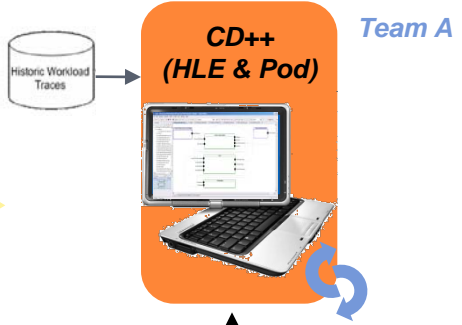 CD++
(HLE & Pod)
Team A
Historic Workload
Traces